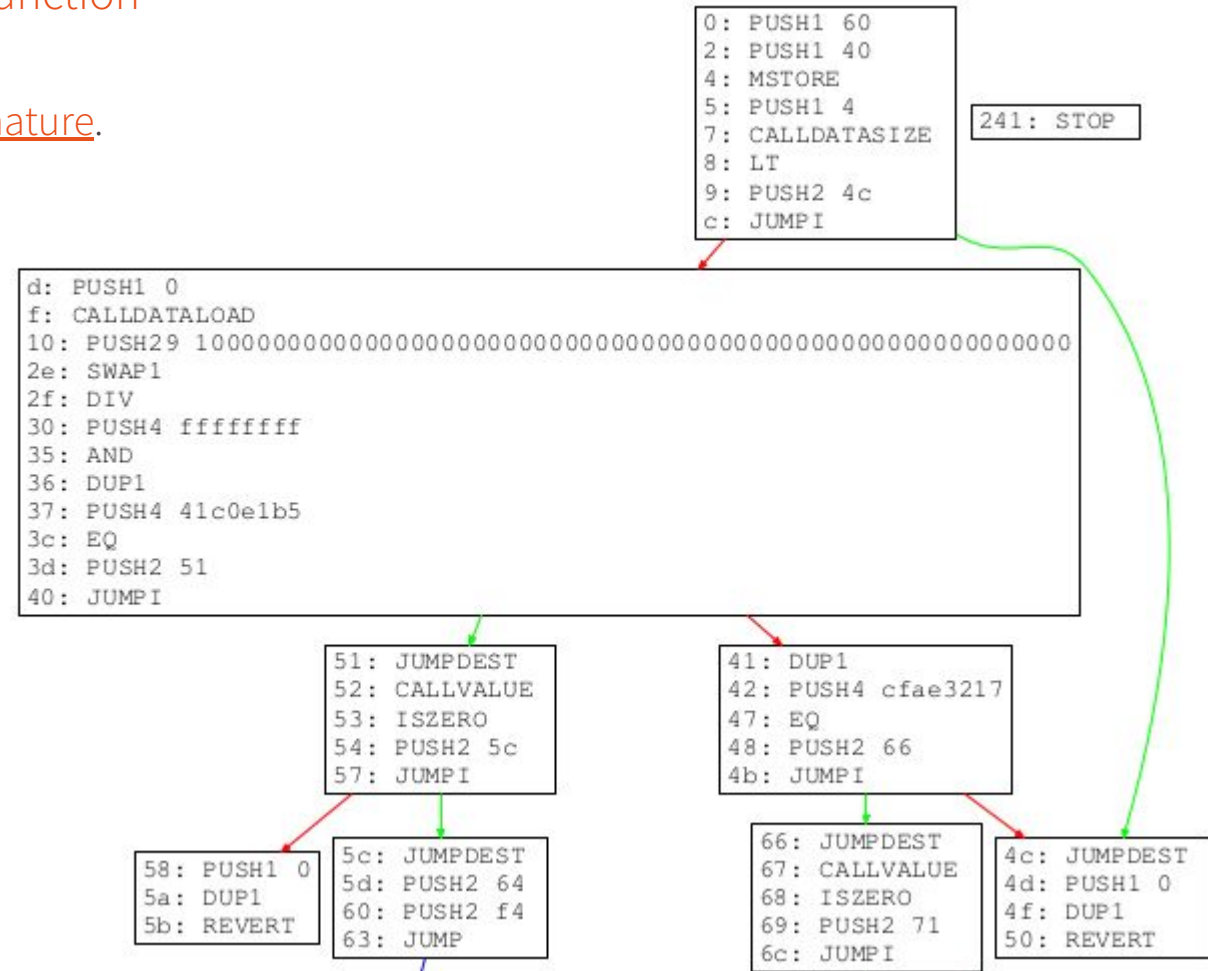 unction
nature.
0: PUSH1 60
2: PUSH1 40
4: MSTORE
5: PUSH1 4
7: CALLDATASIZE
8: LT
9: PUSH2 4c
c: JUMPI
241: STOP
d: PUSH1 0
f: CALLDATALOAD
10: PUSH29 100000000000000000000000000000000000000000000000000000000
2e: SWAP1
2f: DIV
30: PUSH4 ffffffff
35: AND
36: DUP1
37: PUSH4 41c0e1b5
3c: EQ
3d: PUSH2 51
40: JUMPI
51: JUMPDEST
52: CALLVALUE
53: ISZERO
54: PUSH2 5c
57: JUMPI
41: DUP1
42: PUSH4 cfae3217
47: EQ
48: PUSH2 66
4b: JUMPI
58: PUSH1 0
5a: DUP1
5b: REVERT
5c: JUMPDEST
5d: PUSH2 64
60: PUSH2 f4
63: JUMP
66: JUMPDEST
67: CALLVALUE
68: ISZERO
69: PUSH2 71
6c: JUMPI
4c: JUMPDEST
4d: PUSH1 0
4f: DUP1
50: REVERT